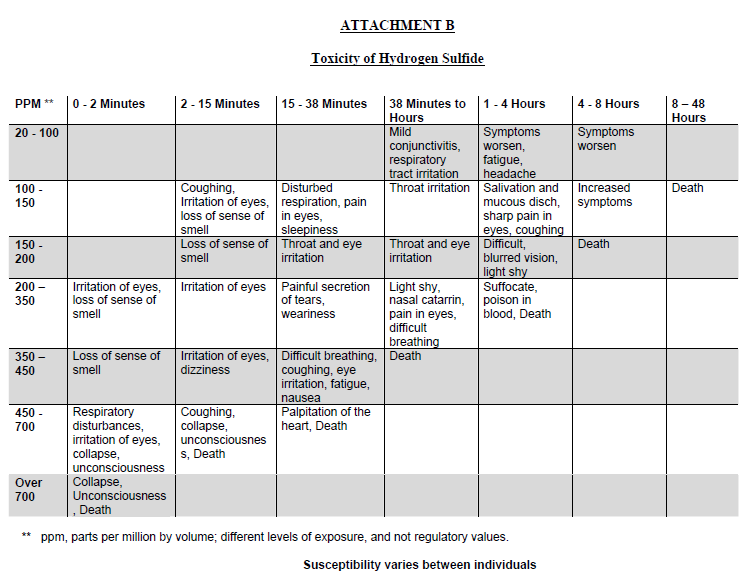 ATTACHMENT B
Toxicity of Hydrogen Sulfide
PPM ** 0 - 2 Minutes 2 - 15 Minutes 15 - 38 Minutes 38 Minutes to Hours 1 - 4 Hours 4 - 8 Hours 8 – 48 Hours
20 - 100 Mild conjunctivitis, respiratory tract irritation Symptoms worsen, fatigue, headache Symptoms worsen
100 - 150 Coughing, Irritation of eyes, loss of sense of smell Disturbed respiration, pain in eyes, sleepiness Throat irritation Salivation and mucous disch, sharp pain in eyes, coughing Increased symptoms Death
150 - 200 Loss of sense of smell Throat and eye irritation Throat and eye irritation Difficult, blurred vision, light shy Death
200 – 350 Irritation of eyes, loss of sense of smell Irritation of eyes Painful secretion of tears, weariness Light shy, nasal catarrin, pain in eyes, difficult breathing Suffocate, poison in blood, Death
350 – 450 Loss of sense of smell Irritation of eyes, dizziness Difficult breathing, coughing, eye irritation, fatigue, nausea Death
450 - 700 Respiratory disturbances, irritation of eyes, collapse, unconsciousness Coughing, collapse, unconsciousnes s, Death Palpitation of the heart, Death
Over 700 Collapse, Unconsciousness , Death
** ppm, parts per million by volume; different levels of exposure, and not regulatory values.
Susceptibility varies between individuals